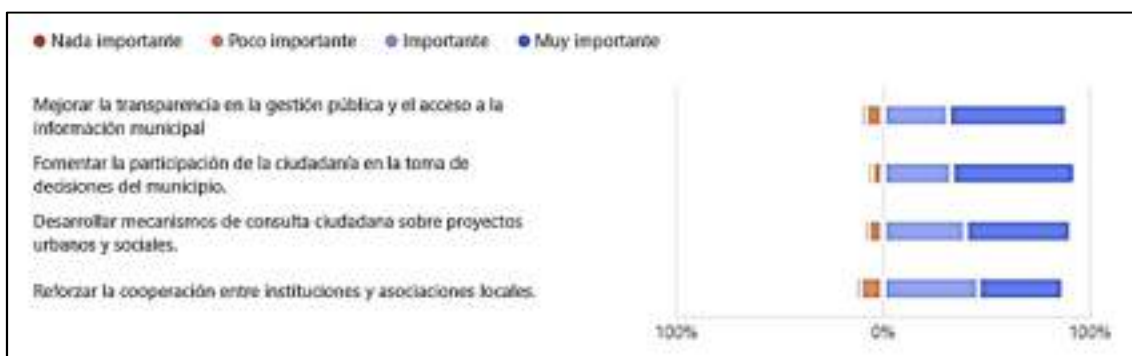 Nada importante Poco importante Importante Muy importante
Mejorar la transparencia en la gestión pública y el acceso a la
información municipal
Fomentar la participación de la ciudadanía en la toma de
decisiones del municipio.
Desarrollar mecanismos de consulta ciudadana sobre proyectos
urbanos y sociales.
Reforzar la cooperación entre instituciones y asociaciones locales.
100% 0% 100%